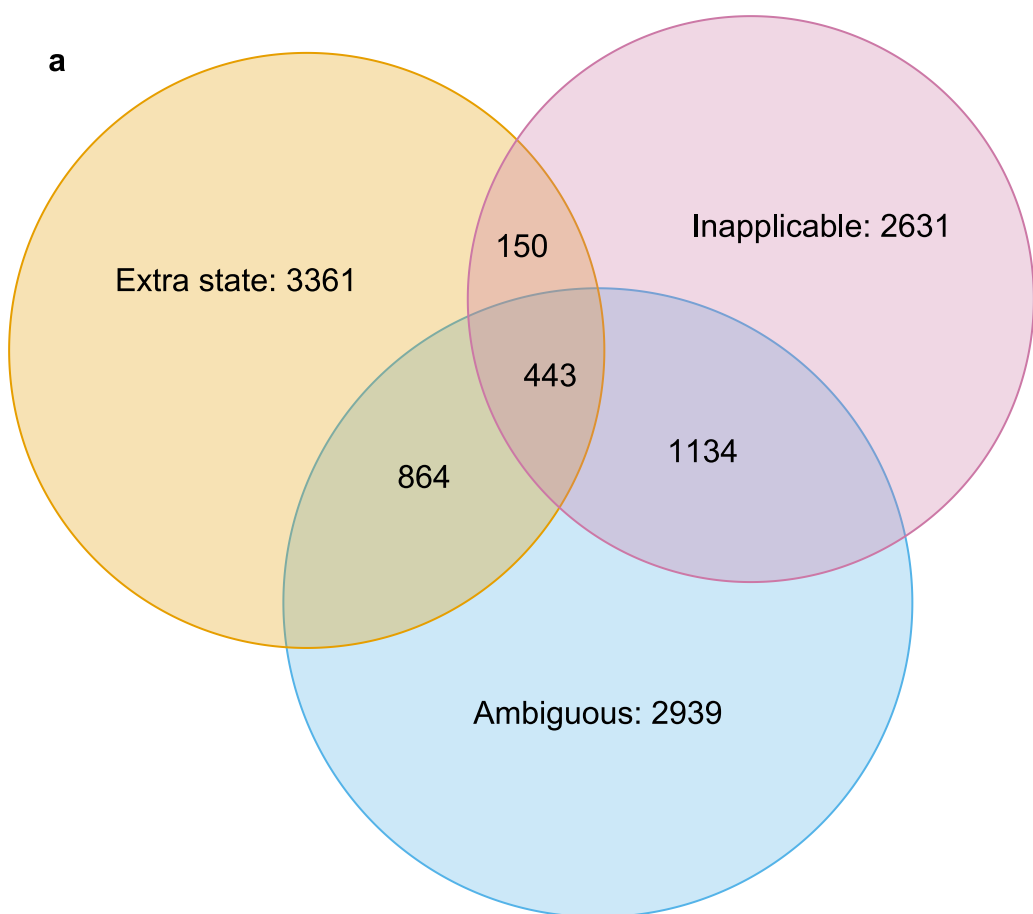 a
Inapplicable: 2631
150
Extra state: 3361
443
1134
864
Ambiguous: 2939